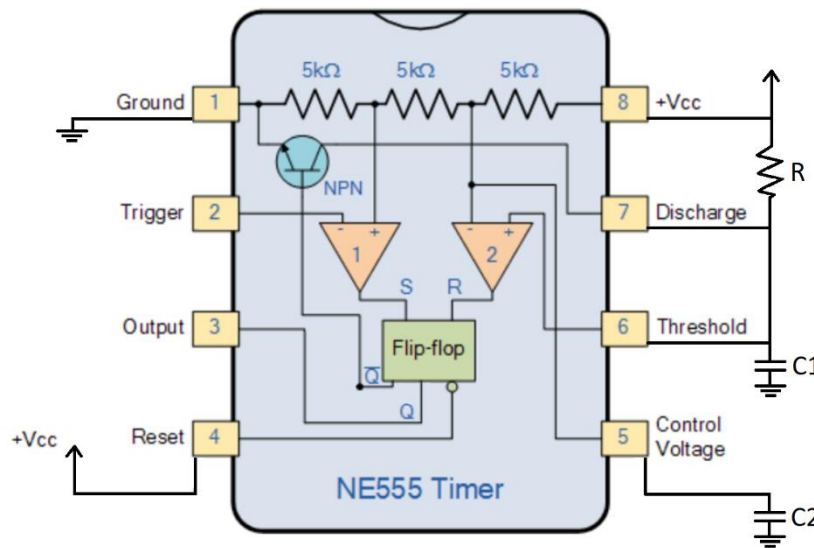 5kΩ 5kΩ 5kΩ
Ground 1
8 +Vcc
NPN
R
Trigger 2
7 Discharge
- + - +
1 2
S R
Output 3
Flip-flop
6 Threshold
C1
Q̅
Q
+Vcc
Reset 4
5 Control
Voltage
NE555 Timer
C2